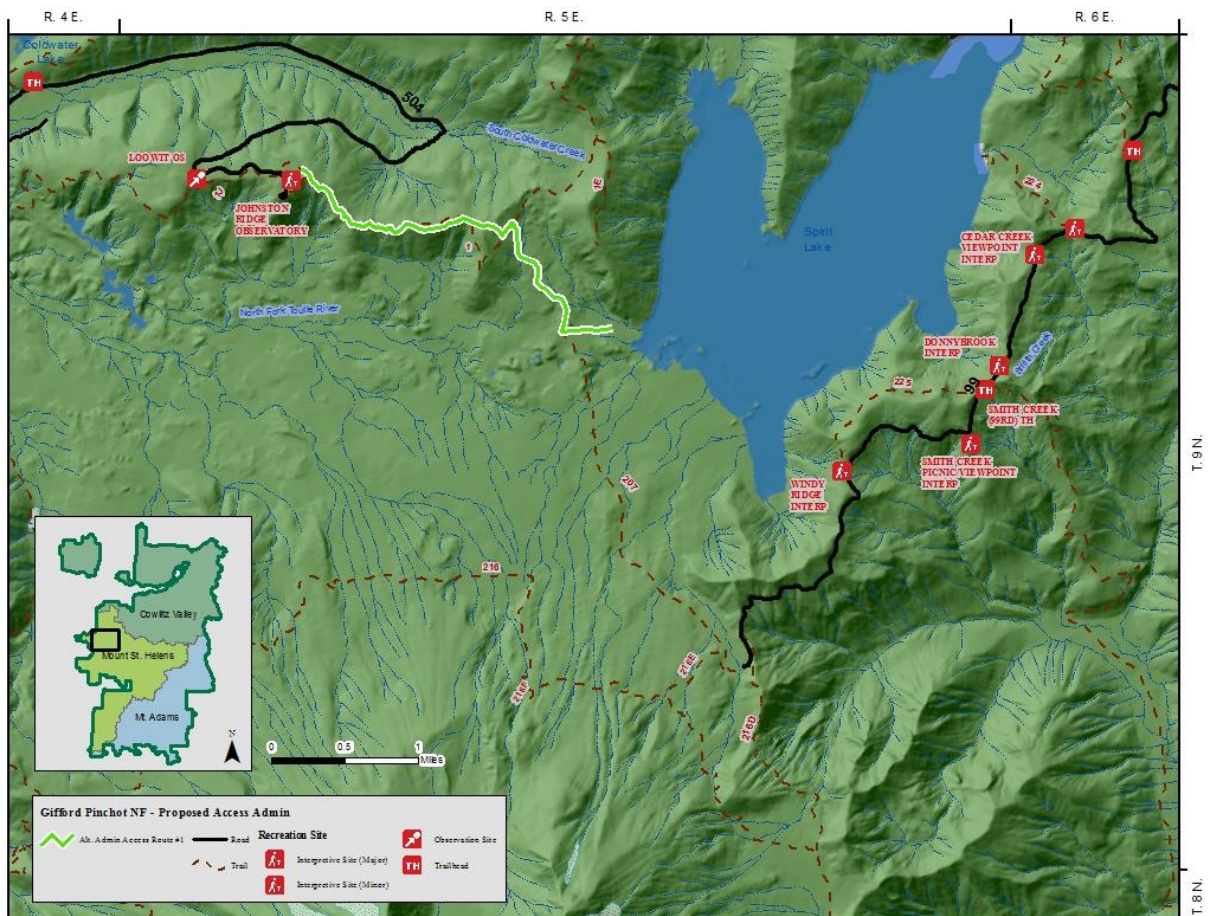 R. 4 E.
R. 5 E.
R. 6 E.
Coldwater
Lake
TH
504
South Coldwater Creek
TH
LOOWIT OS
JOHNSTON
RIDGE
OBSERVATORY
1E
1
224
Spirit
Lake
CEDAR CREEK
VIEWPOINT
INTERP
North Fork Toutle River
DONNYBROOK
INTERP
Smith Creek
225
99
TH
SMITH CREEK
(99RD) TH
SMITH CREEK
PICNIC/VIEWPOINT
INTERP
WINDY
RIDGE
INTERP
T. 9 N.
207
216
216E
216F
216D
Cowlitz Valley
Mount St. Helens
Mt. Adams
N
0 0.5 1
Miles
Gifford Pinchot NF - Proposed Access Admin
Alt. Admin Access Route #1
Road
Trail
Recreation Site
Interpretive Site (Major)
Interpretive Site (Minor)
Observation Site
TH Trailhead
T. 8 N.